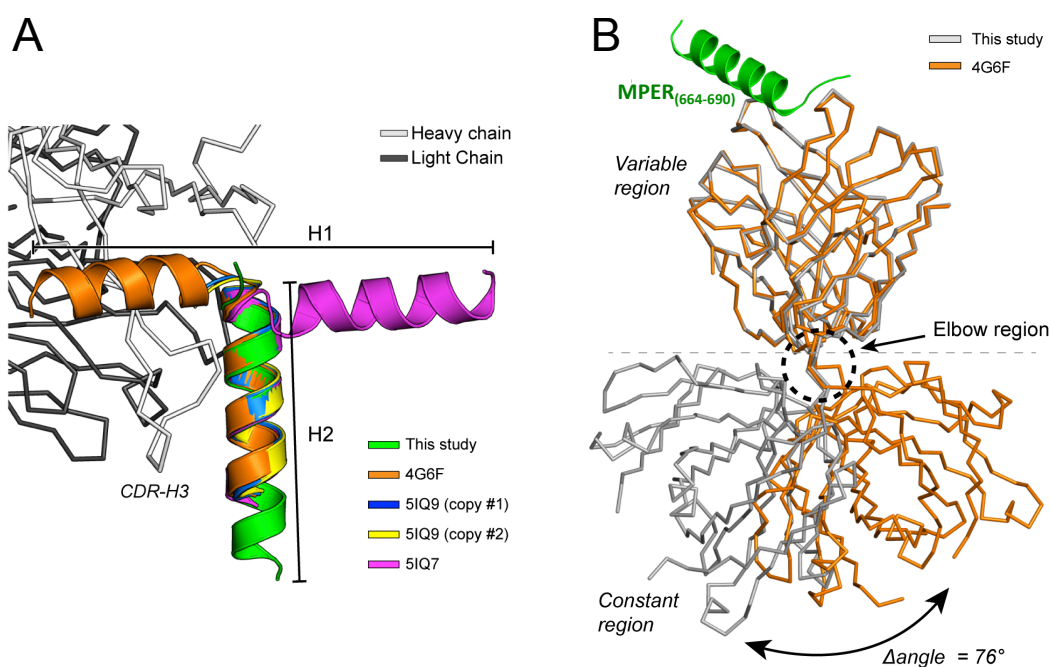 A
Heavy chain
Light Chain
H1
H2
CDR-H3
This study
4G6F
5IQ9 (copy #1)
5IQ9 (copy #2)
5IQ7
B
This study
4G6F
MPER(664-690)
Variable
region
Elbow region
Constant
region
Δangle = 76°